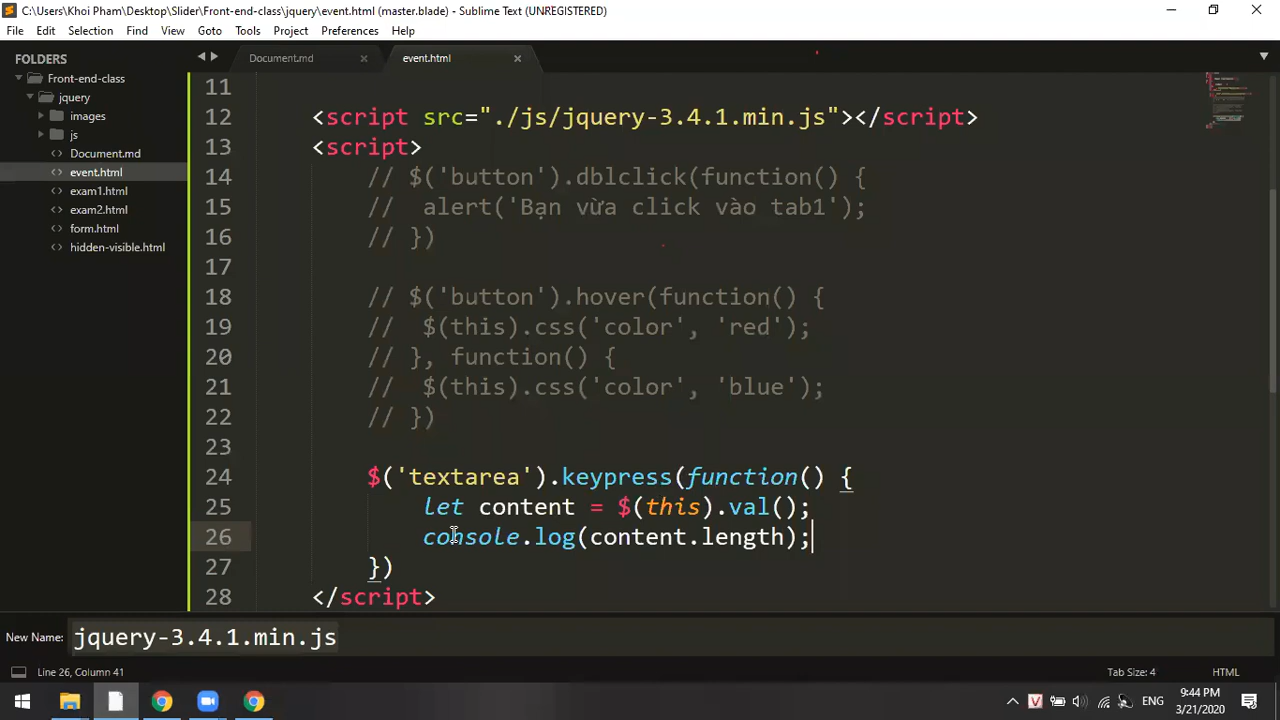 C:\Users\Khoi Pham\Desktop\Slider\Front-end-class\jquery\event.html (master.blade) - Sublime Text (UNREGISTERED)
File Edit Selection Find View Goto Tools Project Preferences Help
FOLDERS
Front-end-class
jquery
images
js
Document.md
event.html
exam1.html
exam2.html
form.html
hidden-visible.html
Document.md event.html
11
12 <script src="./js/jquery-3.4.1.min.js"></script>
13 <script>
14 // $('button').dblclick(function() {
15 // alert('Bạn vừa click vào tab1');
16 // })
17
18 // $('button').hover(function() {
19 // $(this).css('color', 'red');
20 // }, function() {
21 // $(this).css('color', 'blue');
22 // })
23
24 $('textarea').keypress(function() {
25 let content = $(this).val();
26 console.log(content.length);
27 })
28 </script>
New Name: jquery-3.4.1.min.js
Line 26, Column 41 Tab Size: 4 HTML
V ENG 9:44 PM
3/21/2020